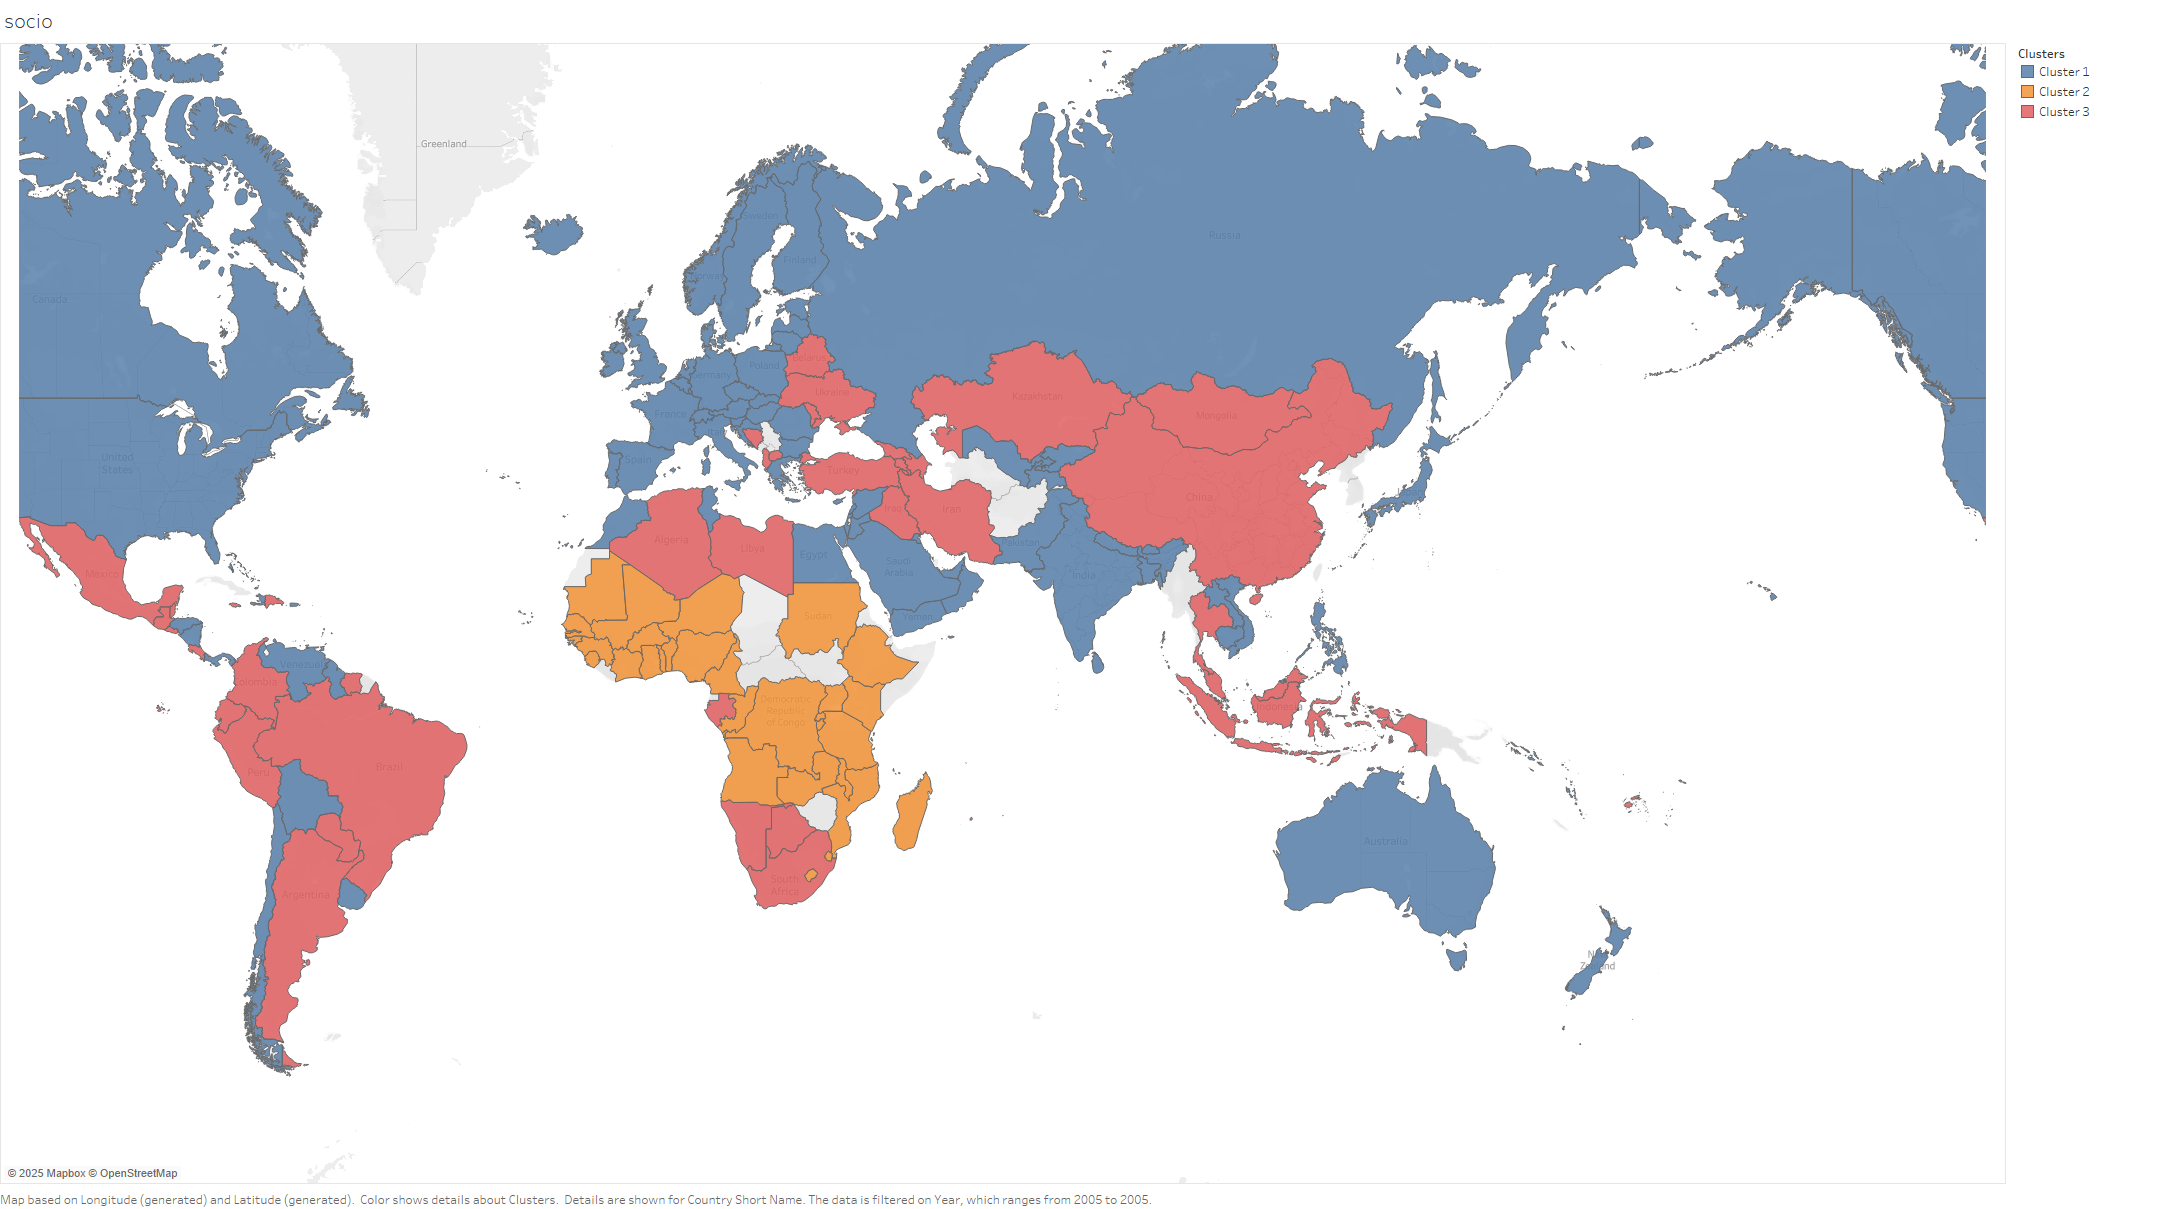 socio
Clusters
Cluster 1
Cluster 2
Cluster 3
Greenland
Sweden
Russia
Norway
Finland
Canada
Belarus
Poland
Germany
Ukraine
Kazakhstan
France
Mongolia
Italy
United
States
Spain
Turkey
China
Iraq
Iran
Algeria
Libya
Egypt
Pakistan
Saudi
Arabia
India
Mexico
Sudan
Yemen
Venezuela
Colombia
Democratic
Republic
of Congo
Indonesia
Peru
Brazil
Australia
South
Africa
Argentina
Zealand
© 2025 Mapbox © OpenStreetMap
Map based on Longitude (generated) and Latitude (generated). Color shows details about Clusters. Details are shown for Country Short Name. The data is filtered on Year, which ranges from 2005 to 2005.